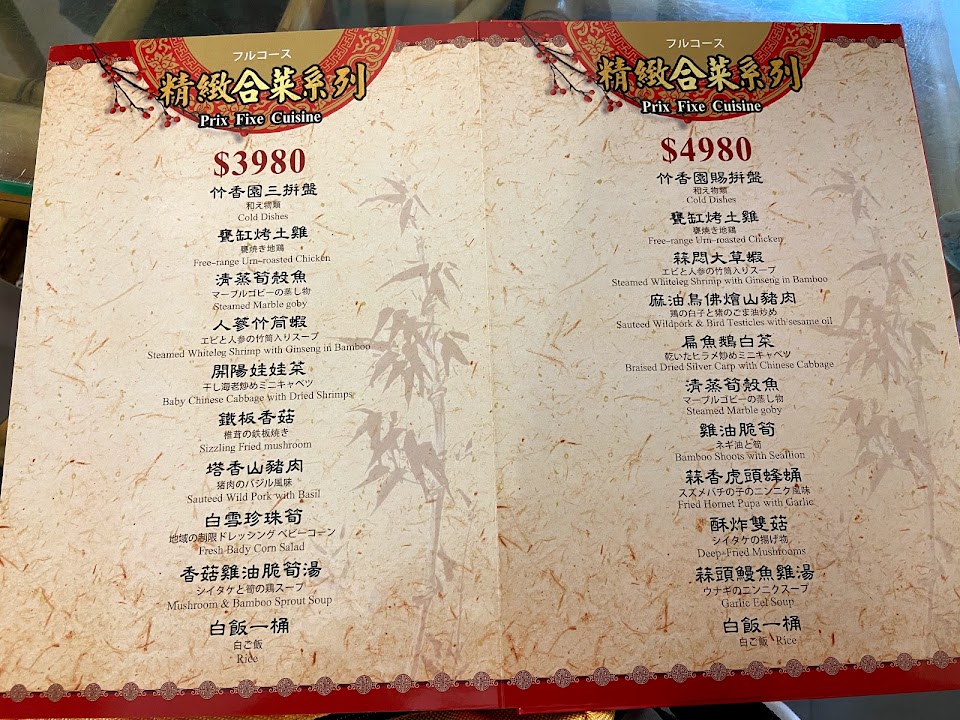 フルコース
精緻合菜系列
Prix Fixe Cuisine
$3980
竹香園三拼盤
和え物類
Cold Dishes
甕缸烤土雞
甕焼き地鶏
Free-range Urn-roasted Chicken
清蒸筍殼魚
マーブルゴビーの蒸し物
Steamed Marble goby
人蔘竹筒蝦
エビと人参の竹筒入りスープ
Steamed Whiteleg Shrimp with Ginseng in Bamboo
開陽娃娃菜
干し海老炒めミニキャベツ
Baby Chinese Cabbage with Dried Shrimps
鐵板香菇
椎茸の鉄板焼き
Sizzling Fried mushroom
塔香山豬肉
猪肉のバジル風味
Sauteed Wild Pork with Basil
白雪珍珠筍
地域の制限ドレッシング ベビーコーン
Fresh Bady Corn Salad
香菇雞油脆筍湯
シイタケと筍の鶏スープ
Mushroom & Bamboo Sprout Soup
白飯一桶
白ご飯
Rice
フルコース
精緻合菜系列
Prix Fixe Cuisine
$4980
竹香園賜拼盤
和え物類
Cold Dishes
甕缸烤土雞
甕焼き地鶏
Free-range Urn-roasted Chicken
蒜悶大草蝦
エビと人参の竹筒入りスープ
Steamed Whiteleg Shrimp with Ginseng in Bamboo
麻油鳥佛燴山豬肉
鶏の白子と猪のごま油炒め
Sauteed Wildpork & Bird Testicles with sesame oil
扁魚鵝白菜
乾いたヒラメ炒めミニキャベツ
Braised Dried Silver Carp with Chinese Cabbage
清蒸筍殼魚
マーブルゴビーの蒸し物
Steamed Marble goby
雞油脆筍
ネギ油と筍
Bamboo Shoots with Scallion
蒜香虎頭蜂蛹
スズメバチの子のニンニク風味
Fried Hornet Pupa with Garlic
酥炸雙菇
シイタケの揚げ物
Deep-Fried Mushrooms
蒜頭鰻魚雞湯
ウナギのニンニクスープ
Garlic Eel Soup
白飯一桶
白ご飯 Rice